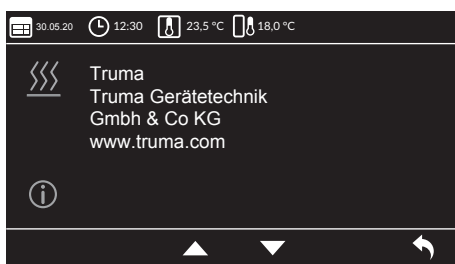 30.05.20 12:30 23,5 °C 18,0 °C
Truma
Truma Gerätetechnik
Gmbh & Co KG
www.truma.com